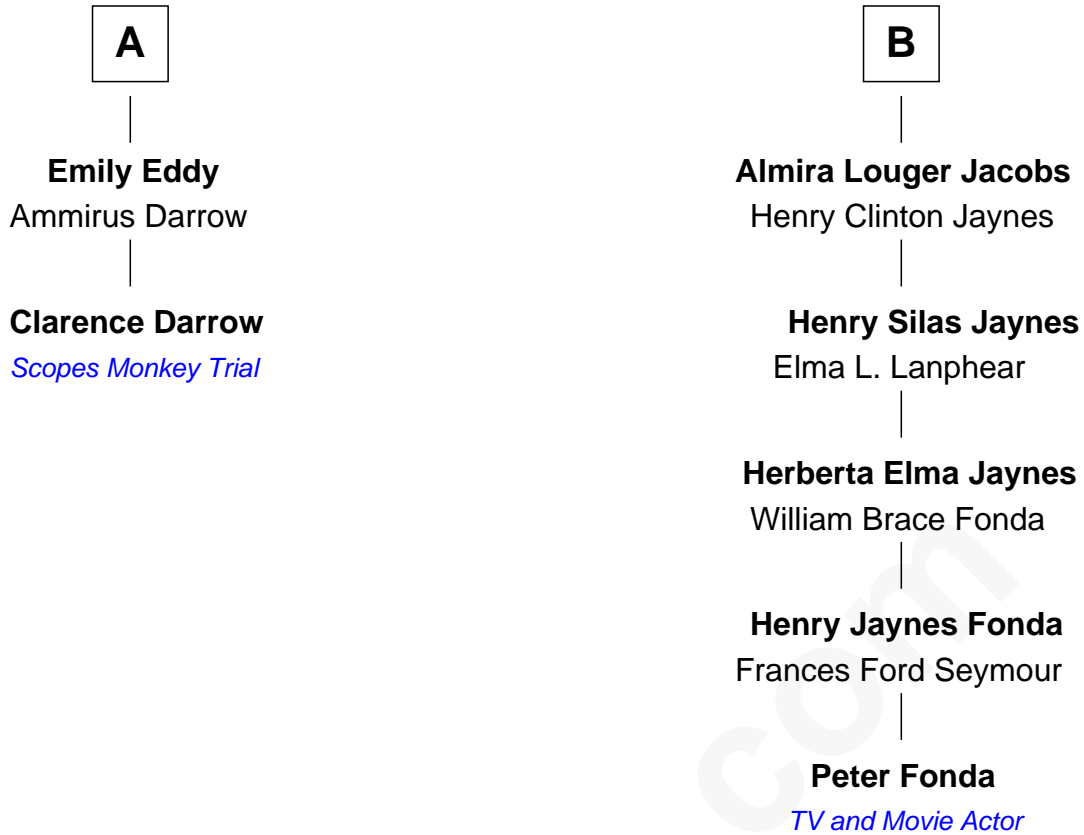 A
Emily Eddy
Ammirus Darrow
Clarence Darrow
Scopes Monkey Trial
B
Almira Louger Jacobs
Henry Clinton Jaynes
Henry Silas Jaynes
Elma L. Lanphear
Herberta Elma Jaynes
William Brace Fonda
Henry Jaynes Fonda
Frances Ford Seymour
Peter Fonda
TV and Movie Actor
com